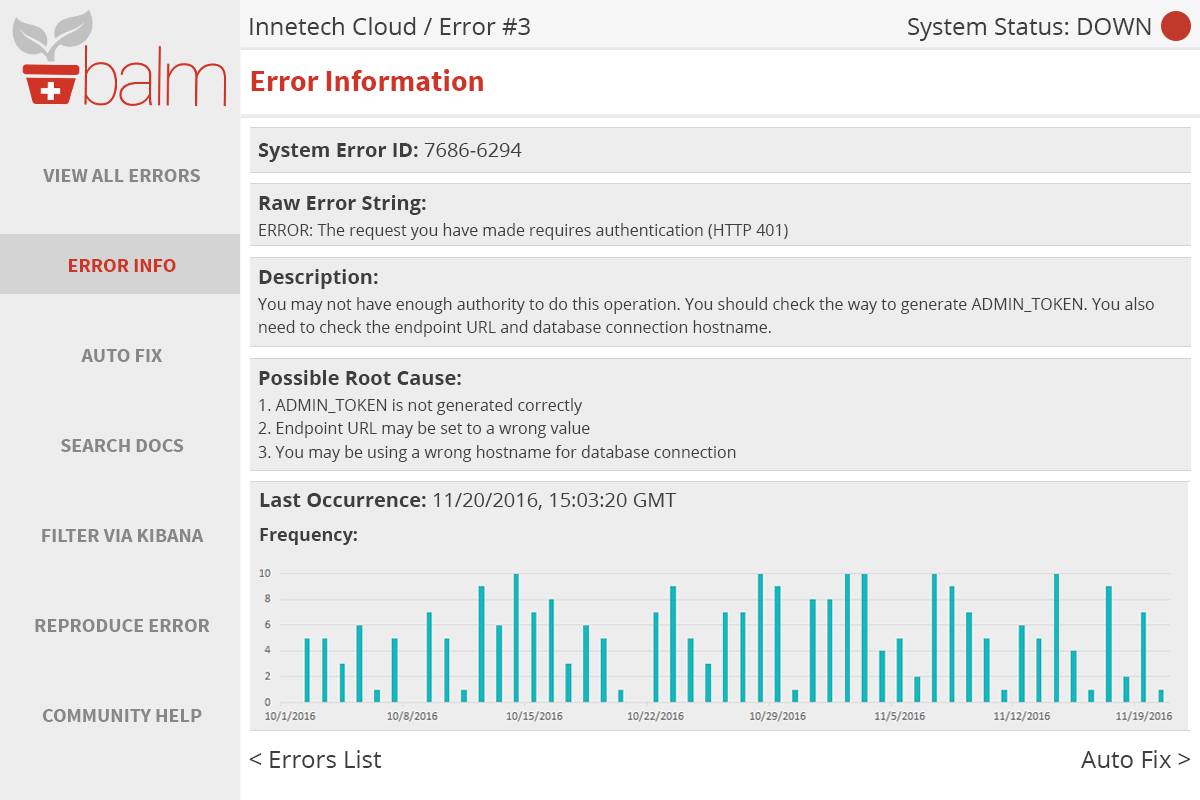 balm
Innetech Cloud / Error #3
System Status: DOWN
VIEW ALL ERRORS
ERROR INFO
AUTO FIX
SEARCH DOCS
FILTER VIA KIBANA
REPRODUCE ERROR
COMMUNITY HELP
Error Information
System Error ID: 7686-6294
Raw Error String:
ERROR: The request you have made requires authentication (HTTP 401)
Description:
You may not have enough authority to do this operation. You should check the way to generate ADMIN_TOKEN. You also
need to check the endpoint URL and database connection hostname.
Possible Root Cause:
1. ADMIN_TOKEN is not generated correctly
2. Endpoint URL may be set to a wrong value
3. You may be using a wrong hostname for database connection
Last Occurrence: 11/20/2016, 15:03:20 GMT
Frequency:
10
8
6
4
2
0
10/1/2016 10/8/2016 10/15/2016 10/22/2016 10/29/2016 11/5/2016 11/12/2016 11/19/2016
< Errors List
Auto Fix >